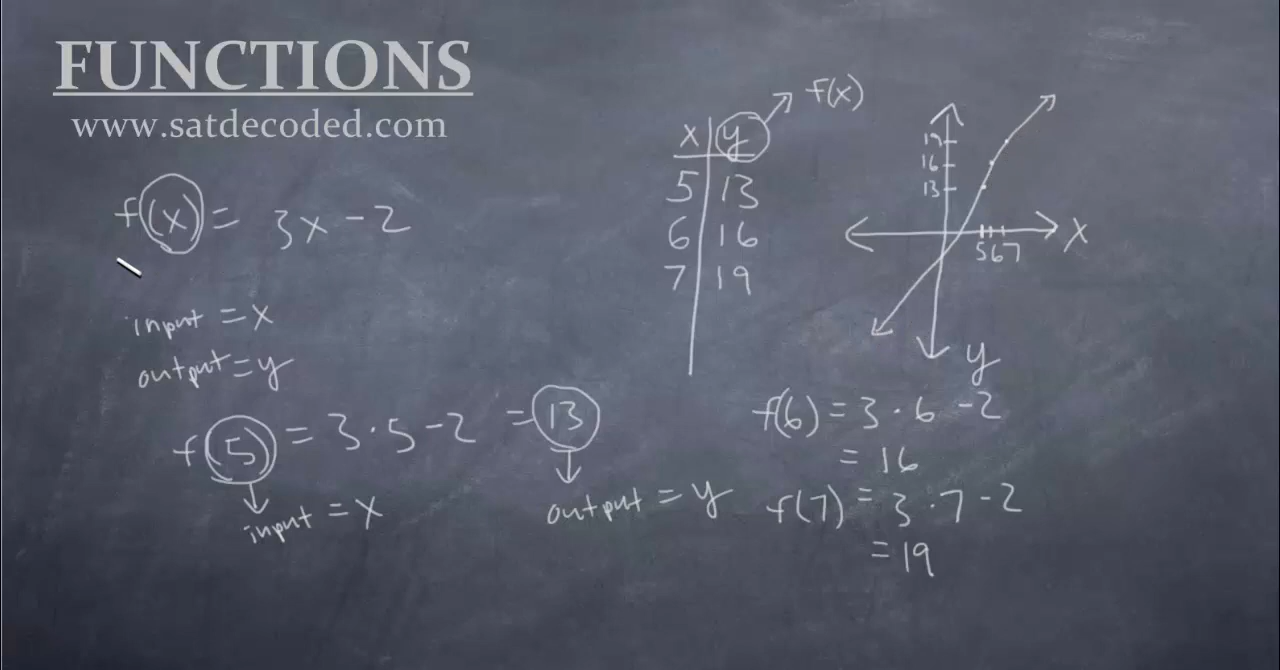 FUNCTIONS
www.satdecoded.com
f(x) = 3x - 2
input = x
output = y
f(5) = 3 · 5 - 2 = 13
input = x
output = y
f(x)
x y
5 13
6 16
7 19
19
16
13
5 6 7
x
y
f(6) = 3 · 6 - 2
= 16
f(7) = 3 · 7 - 2
= 19